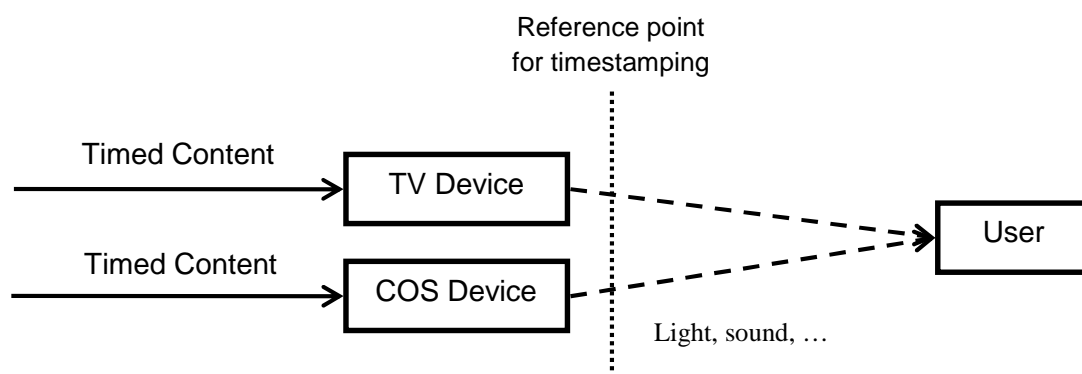 Reference point
for timestamping
Timed Content
TV Device
User
Timed Content
COS Device
Light, sound, …